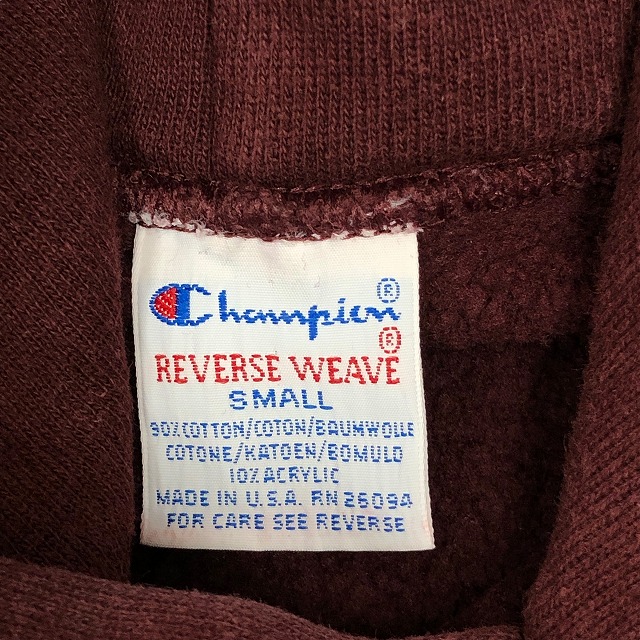 Champion®
REVERSE WEAVE®
SMALL
90% COTTON/COTON/BAUMWOLLE
COTONE/KATOEN/BOMULD
10% ACRYLIC
MADE IN U.S.A. RN 26094
FOR CARE SEE REVERSE